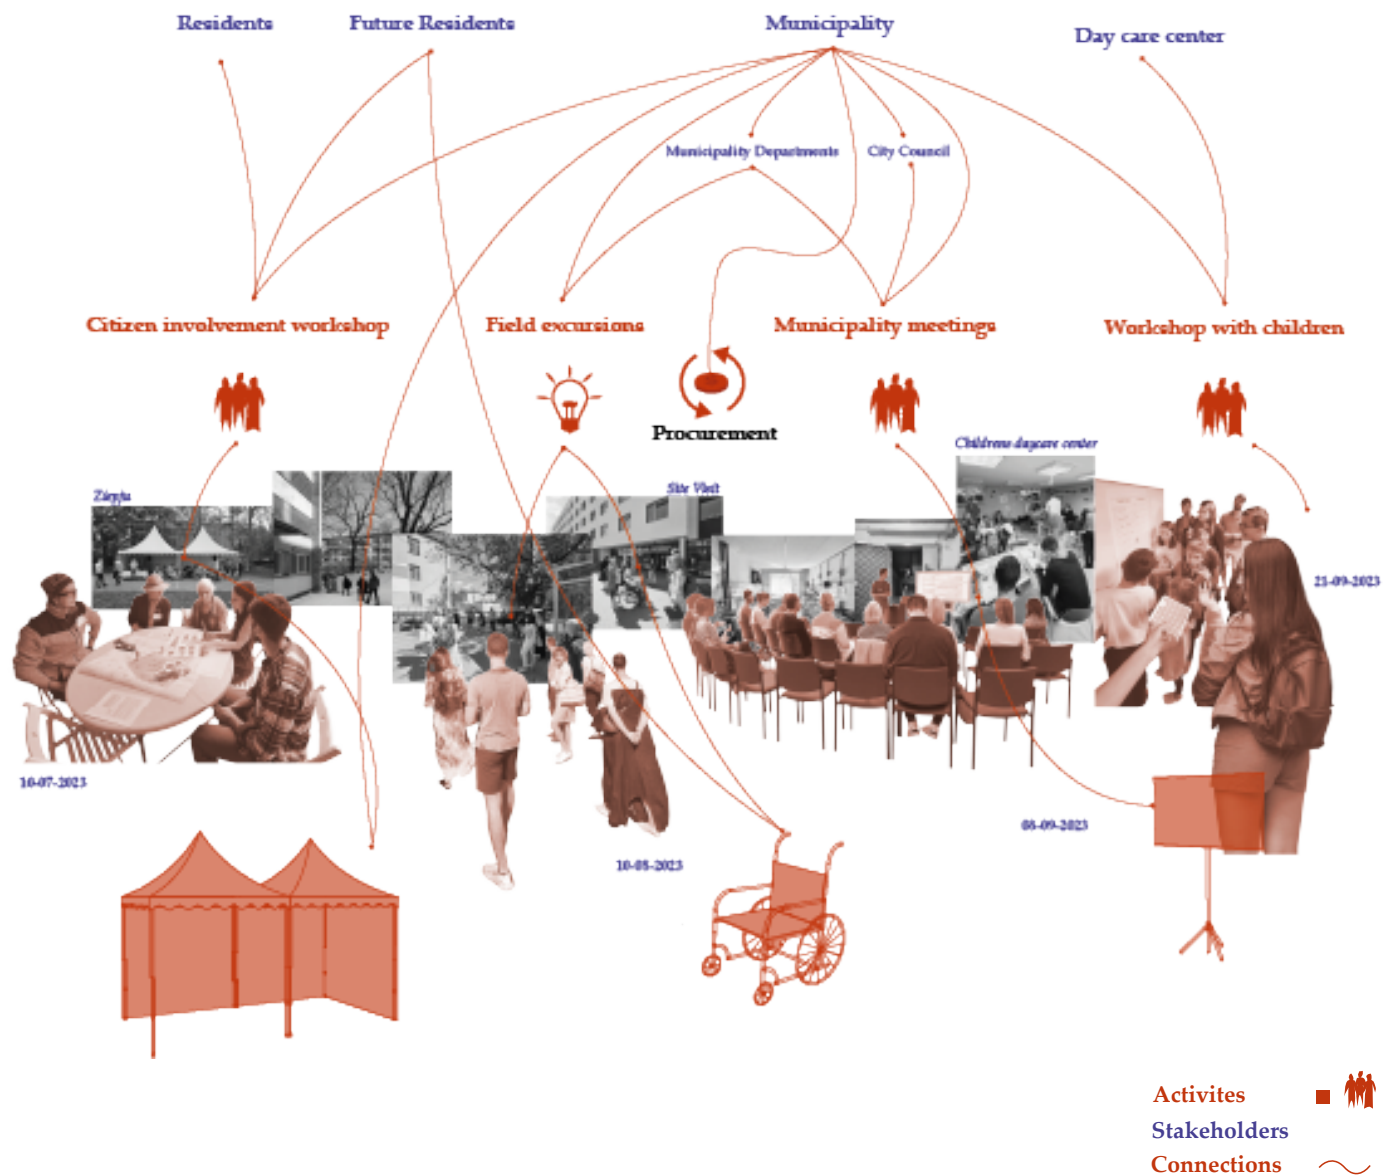 Residents
Future Residents
Municipality
Day care center
Municipality Departments
City Council
Citizen involvement workshop
Field excursions
Municipality meetings
Workshop with children
Procurement
Childrens daycare center
Site Visit
21-09-2023
10-07-2023
08-09-2023
10-08-2023
Activites
Stakeholders
Connections